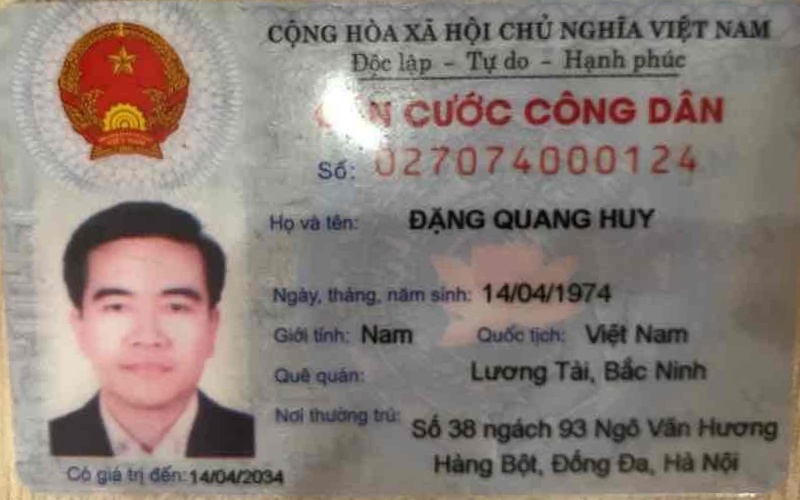 CỘNG HÒA XÃ HỘI CHỦ NGHĨA VIỆT NAM
Độc lập - Tự do - Hạnh phúc
CĂN CƯỚC CÔNG DÂN
Số: 027074000124
Họ và tên: ĐẶNG QUANG HUY
Ngày, tháng, năm sinh: 14/04/1974
Giới tính: Nam Quốc tịch: Việt Nam
Quê quán: Lương Tài, Bắc Ninh
Nơi thường trú: Số 38 ngách 93 Ngõ Văn Hương
Hàng Bột, Đống Đa, Hà Nội
Có giá trị đến: 14/04/2034